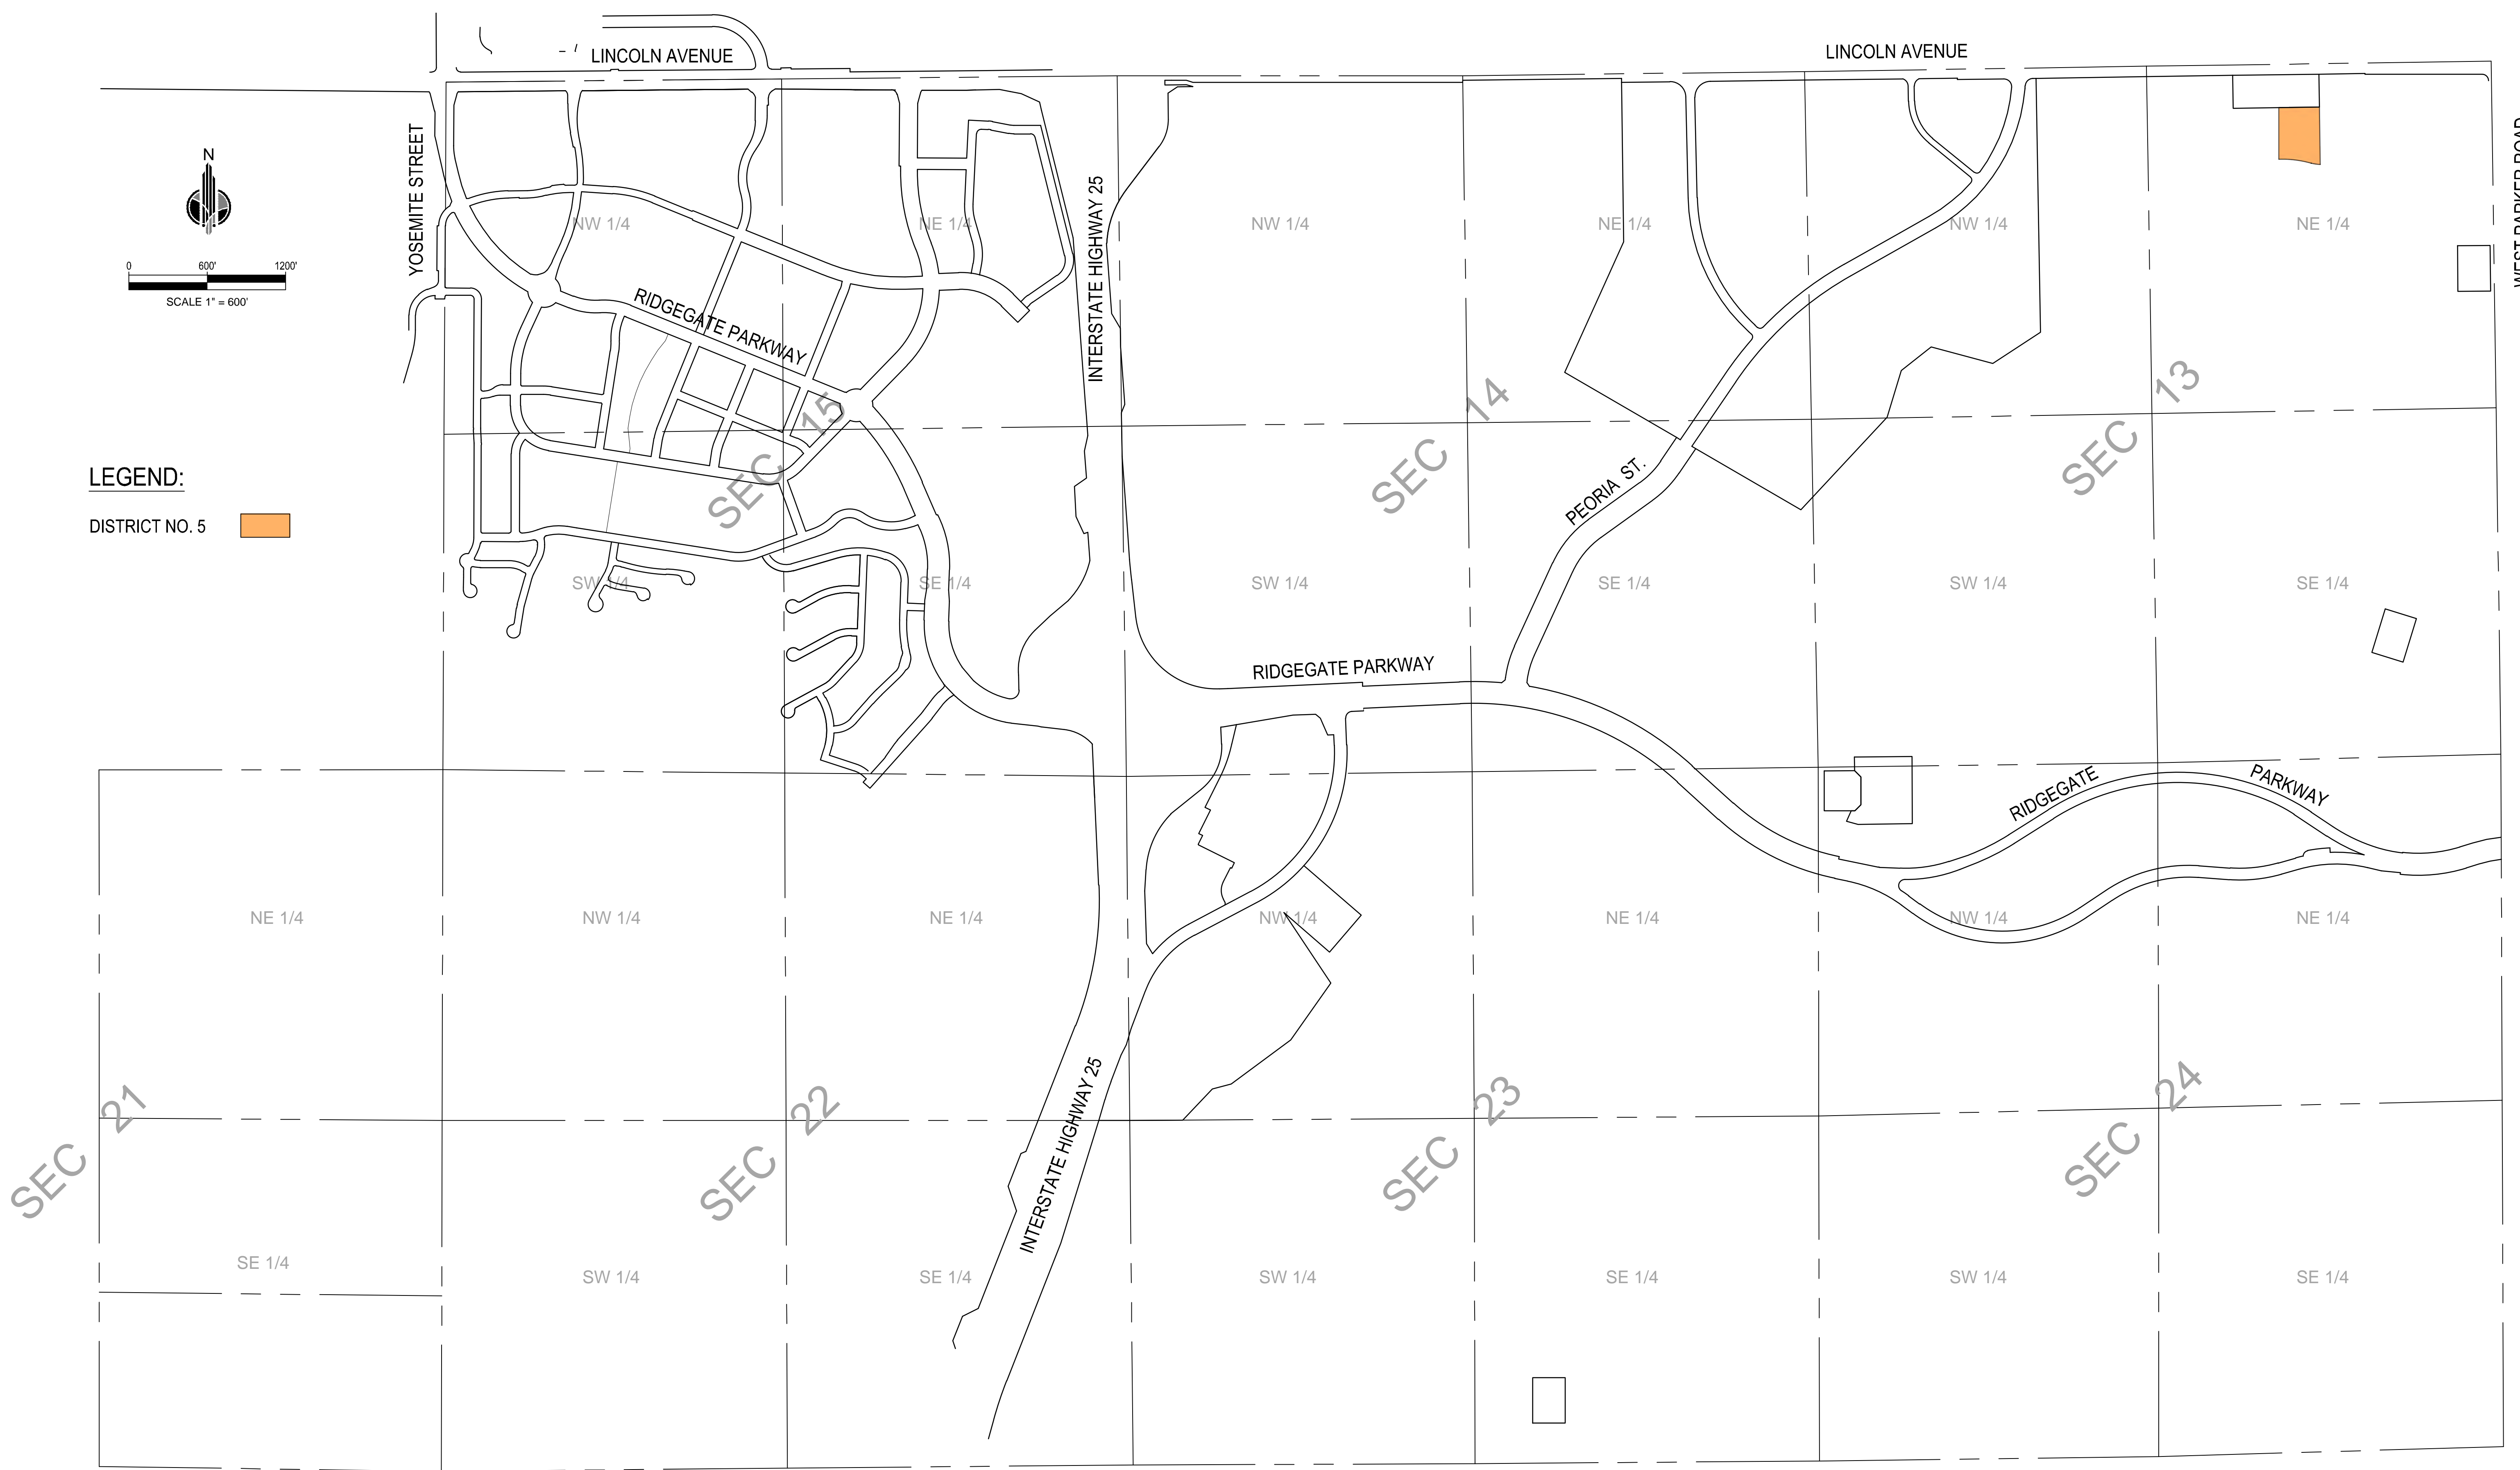 LINCOLN AVENUE
LINCOLN AVENUE
YOSEMITE STREET
N
0 600' 1200'
SCALE 1" = 600'
INTERSTATE HIGHWAY 25
WEST PARKER ROAD
NW 1/4
NE 1/4
NW 1/4
NE 1/4
NW 1/4
NE 1/4
RIDGEGATE PARKWAY
SEC 15
SEC 14
SEC 13
LEGEND:
DISTRICT NO. 5
PEORIA ST.
SW 1/4
SE 1/4
SW 1/4
SE 1/4
SW 1/4
SE 1/4
RIDGEGATE PARKWAY
RIDGEGATE PARKWAY
NE 1/4
NW 1/4
NE 1/4
NW 1/4
NE 1/4
NW 1/4
NE 1/4
SEC 21
SEC 22
INTERSTATE HIGHWAY 25
SEC 23
SEC 24
SE 1/4
SW 1/4
SE 1/4
SW 1/4
SE 1/4
SW 1/4
SE 1/4